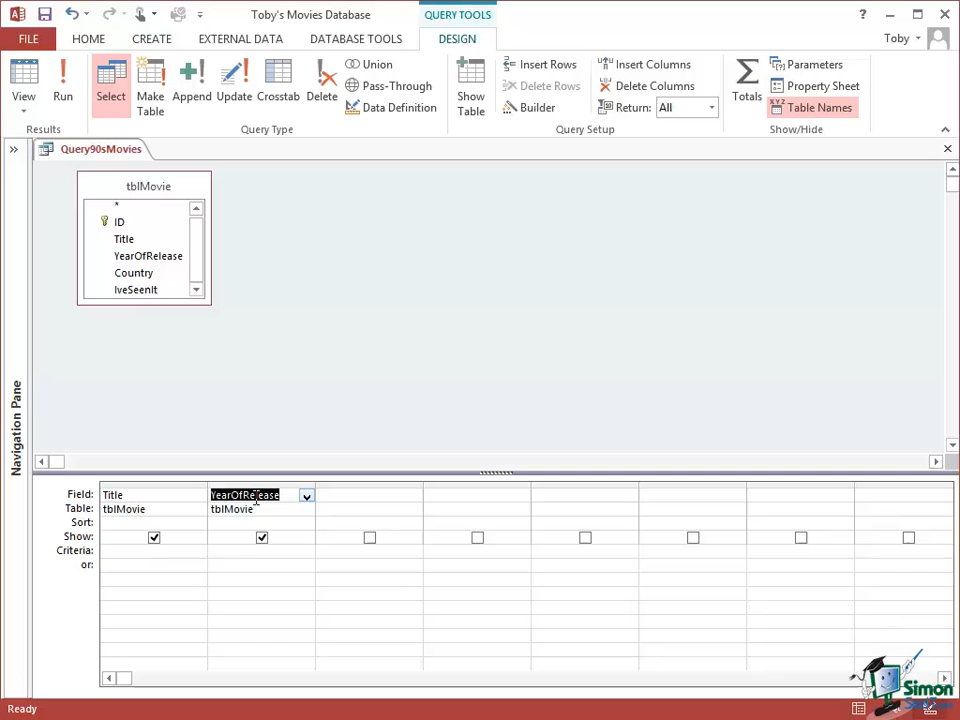 Toby's Movies Database
QUERY TOOLS
FILE HOME CREATE EXTERNAL DATA DATABASE TOOLS DESIGN
Toby
View
Run
Select
Make Table
Append
Update
Crosstab
Delete
Union
Pass-Through
Data Definition
Show Table
Insert Rows
Delete Rows
Builder
Insert Columns
Delete Columns
Return: All
Totals
Parameters
Property Sheet
Table Names
Results
Query Type
Query Setup
Show/Hide
Query90sMovies
tblMovie
*
ID
Title
YearOfRelease
Country
IveSeenIt
Navigation Pane
Field: Title YearOfRelease
Table: tblMovie tblMovie
Sort:
Show:
Criteria:
or:
Simon
Ready